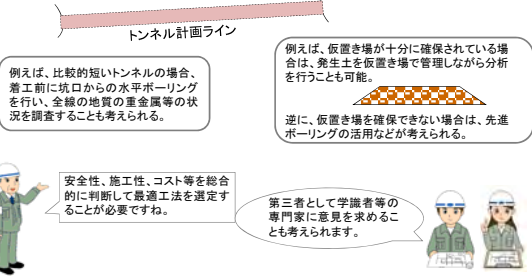 トンネル計画ライン
例えば、比較的短いトンネルの場合、
着工前に坑口からの水平ボーリング
を行い、全線の地質の重金属等の状
況を調査することも考えられる。
例えば、仮置き場が十分に確保されている場
合は、発生土を仮置き場で管理しながら分析
を行うことも可能。
逆に、仮置き場を確保できない場合は、先進
ボーリングの活用などが考えられる。
安全性、施工性、コスト等を総合
的に判断して最適工法を選定す
ることが必要ですね。
第三者として学識者等の
専門家に意見を求めるこ
とも考えられます。